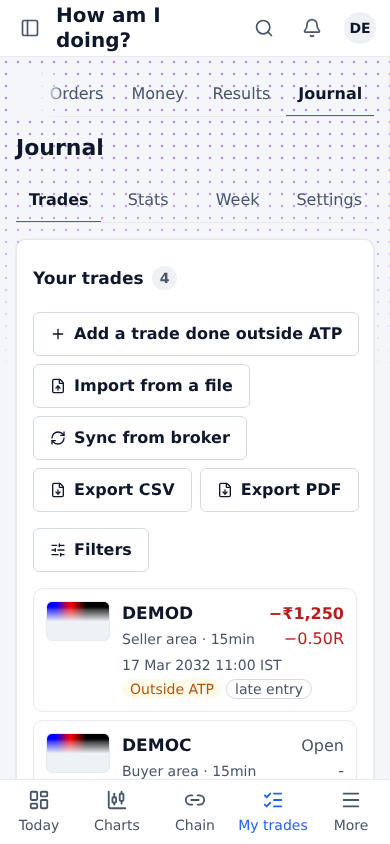 How am I
doing?
DE
Orders Money Results Journal
Journal
Trades Stats Week Settings
Your trades 4
Add a trade done outside ATP
Import from a file
Sync from broker
Export CSV Export PDF
Filters
DEMOD −₹1,250
Seller area · 15min −0.50R
17 Mar 2032 11:00 IST
Outside ATP late entry
DEMOC Open
Buyer area · 15min -
Today Charts Chain My trades More